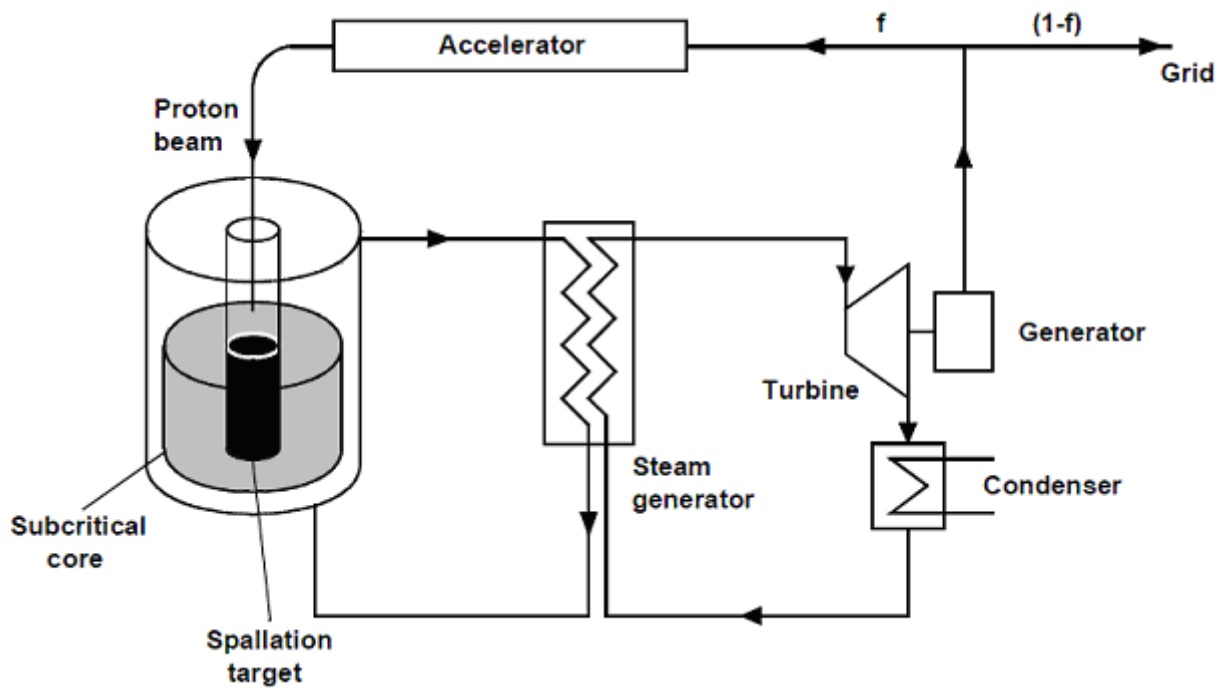 f
(1-f)
Accelerator
Grid
Proton
beam
Generator
Turbine
Steam
generator
Condenser
Subcritical
core
Spallation
target